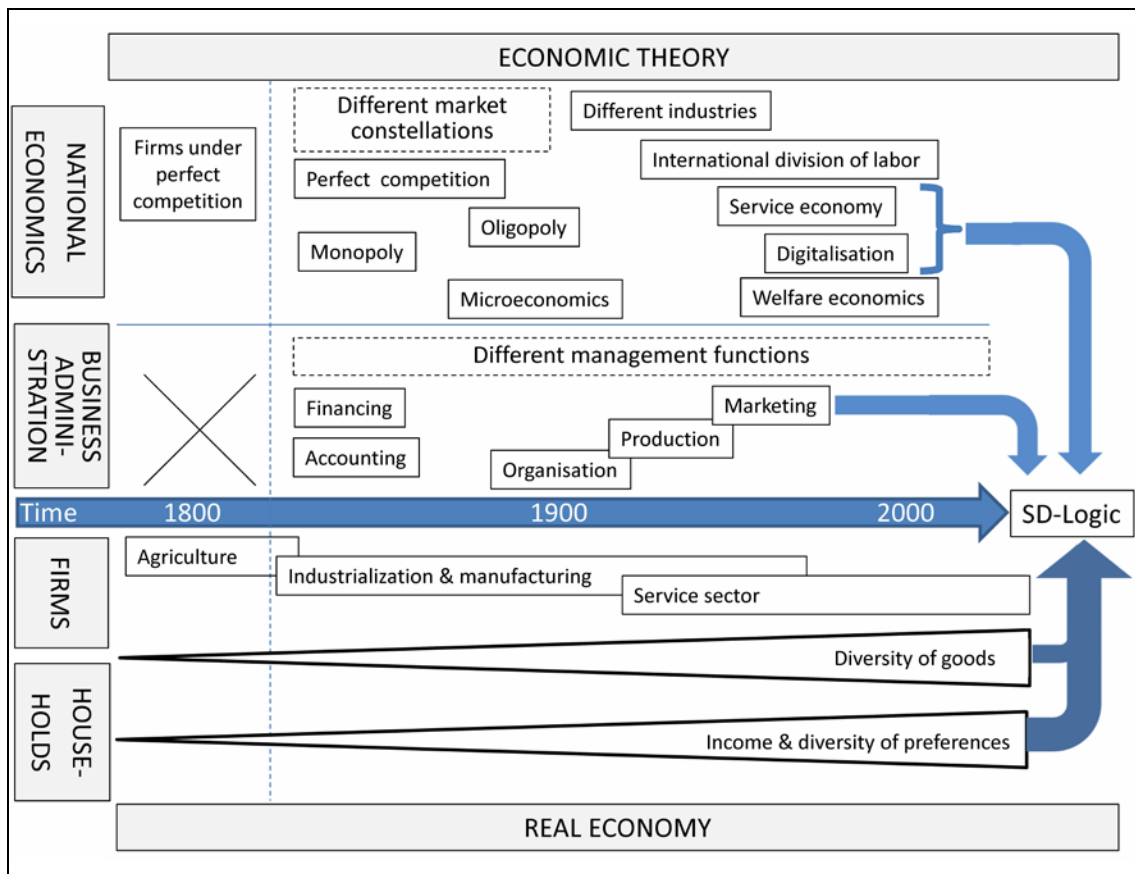 ECONOMIC THEORY
NATIONAL
ECONOMICS
Firms under
perfect
competition
Different market
constellations
Different industries
International division of labor
Perfect competition
Service economy
Oligopoly
Monopoly
Digitalisation
Microeconomics
Welfare economics
BUSINESS
ADMINI-
STRATION
Different management functions
Financing
Marketing
Production
Accounting
Organisation
Time
1800
1900
2000
SD-Logic
FIRMS
Agriculture
Industrialization & manufacturing
Service sector
Diversity of goods
HOUSE-
HOLDS
Income & diversity of preferences
REAL ECONOMY